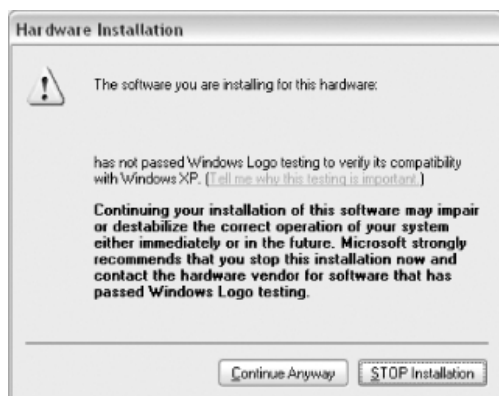 Hardware Installation
The software you are installing for this hardware:
has not passed Windows Logo testing to verify its compatibility
with Windows XP. (Tell me why this testing is important.)
Continuing your installation of this software may impair
or destabilize the correct operation of your system
either immediately or in the future. Microsoft strongly
recommends that you stop this installation now and
contact the hardware vendor for software that has
passed Windows Logo testing.
Continue Anyway
STOP Installation